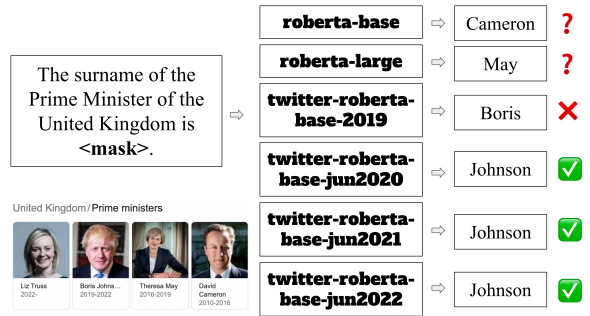 The surname of the
Prime Minister of the
United Kingdom is
<mask>.
roberta-base
Cameron
?
roberta-large
May
?
twitter-roberta-
base-2019
Boris
twitter-roberta-
base-jun2020
Johnson
twitter-roberta-
base-jun2021
Johnson
twitter-roberta-
base-jun2022
Johnson
United Kingdom/Prime ministers
Liz Truss
2022-
Boris Johns...
2019-2022
Theresa May
2016-2019
David
Cameron
2010-2016